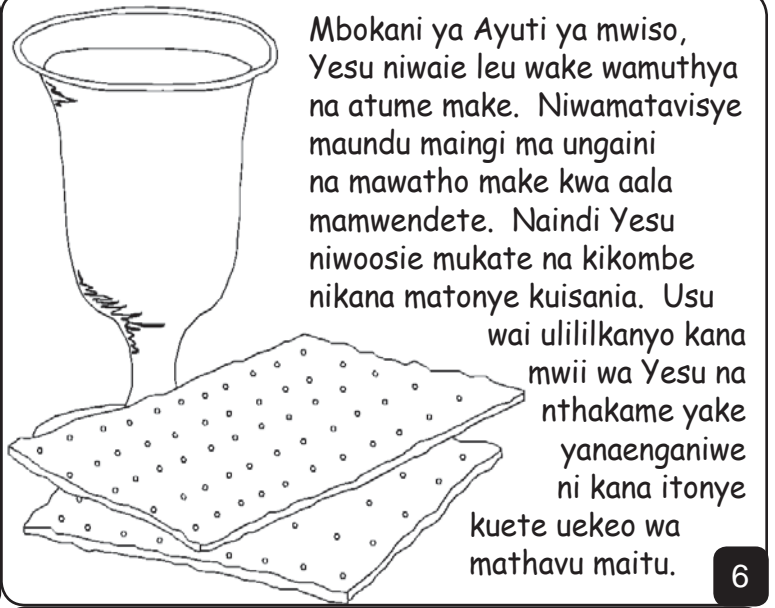 Mbokani ya Ayuti ya mwiso,
Yesu niwaie leu wake wamuthya
na atume make. Niwamatavisye
maundu maingi ma ungaini
na mawatho make kwa aala
mamwendete. Naindi Yesu
niwoosie mukate na kikombe
nikana matonye kuisania. Usu
wai ulililkanyo kana
mwii wa Yesu na
nthakame yake
yanaenganiwe
ni kana itonye
kuete uekeo wa
mathavu maitu.
6